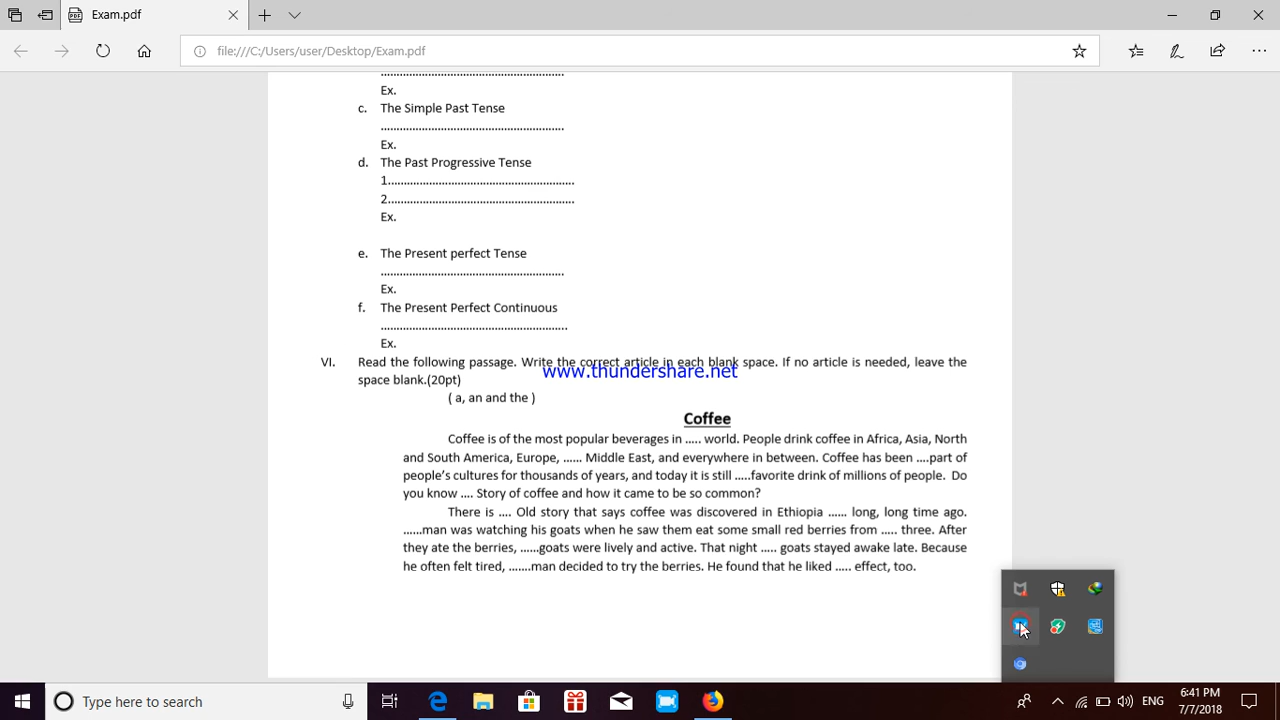 Exam.pdf
file:///C:/Users/user/Desktop/Exam.pdf
............................................................
Ex.
c. The Simple Past Tense
............................................................
Ex.
d. The Past Progressive Tense
1............................................................
2............................................................
Ex.
e. The Present perfect Tense
............................................................
Ex.
f. The Present Perfect Continuous
............................................................
Ex.
VI. Read the following passage. Write the correct article in each blank space. If no article is needed, leave the
space blank.(20pt)
www.thundershare.net
( a, an and the )
Coffee
Coffee is of the most popular beverages in ..... world. People drink coffee in Africa, Asia, North
and South America, Europe, ...... Middle East, and everywhere in between. Coffee has been ....part of
people's cultures for thousands of years, and today it is still .....favorite drink of millions of people. Do
you know .... Story of coffee and how it came to be so common?
There is .... Old story that says coffee was discovered in Ethiopia ...... long, long time ago.
......man was watching his goats when he saw them eat some small red berries from ..... three. After
they ate the berries, ......goats were lively and active. That night ..... goats stayed awake late. Because
he often felt tired, .......man decided to try the berries. He found that he liked ..... effect, too.
Type here to search
ENG
6:41 PM
7/7/2018